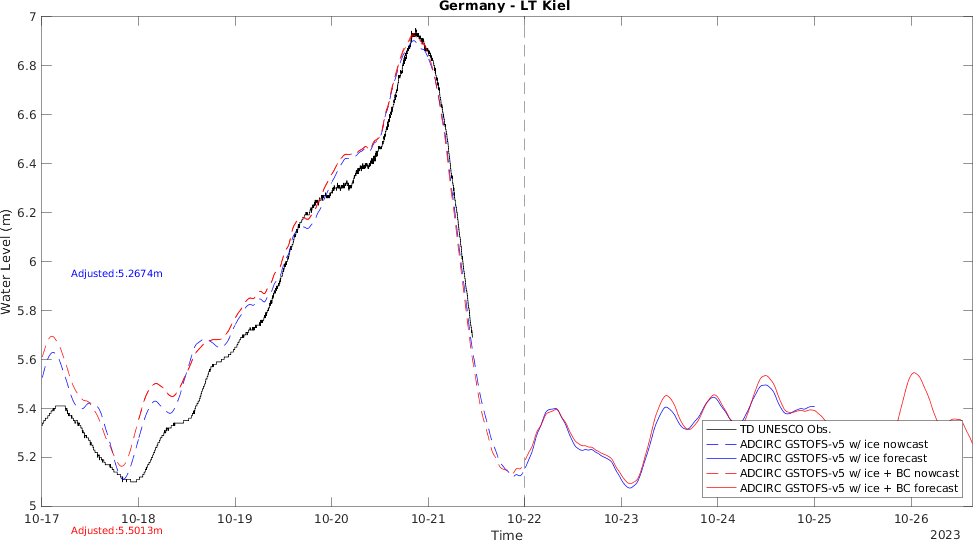 Germany - LT Kiel
7
6.8
6.6
6.4
6.2
6
5.8
5.6
5.4
5.2
5
Water Level (m)
Adjusted:5.2674m
Adjusted:5.5013m
TD UNESCO Obs.
ADCIRC GSTOFS-v5 w/ ice nowcast
ADCIRC GSTOFS-v5 w/ ice forecast
ADCIRC GSTOFS-v5 w/ ice + BC nowcast
ADCIRC GSTOFS-v5 w/ ice + BC forecast
10-17 10-18 10-19 10-20 10-21 10-22 10-23 10-24 10-25 10-26
Time
2023